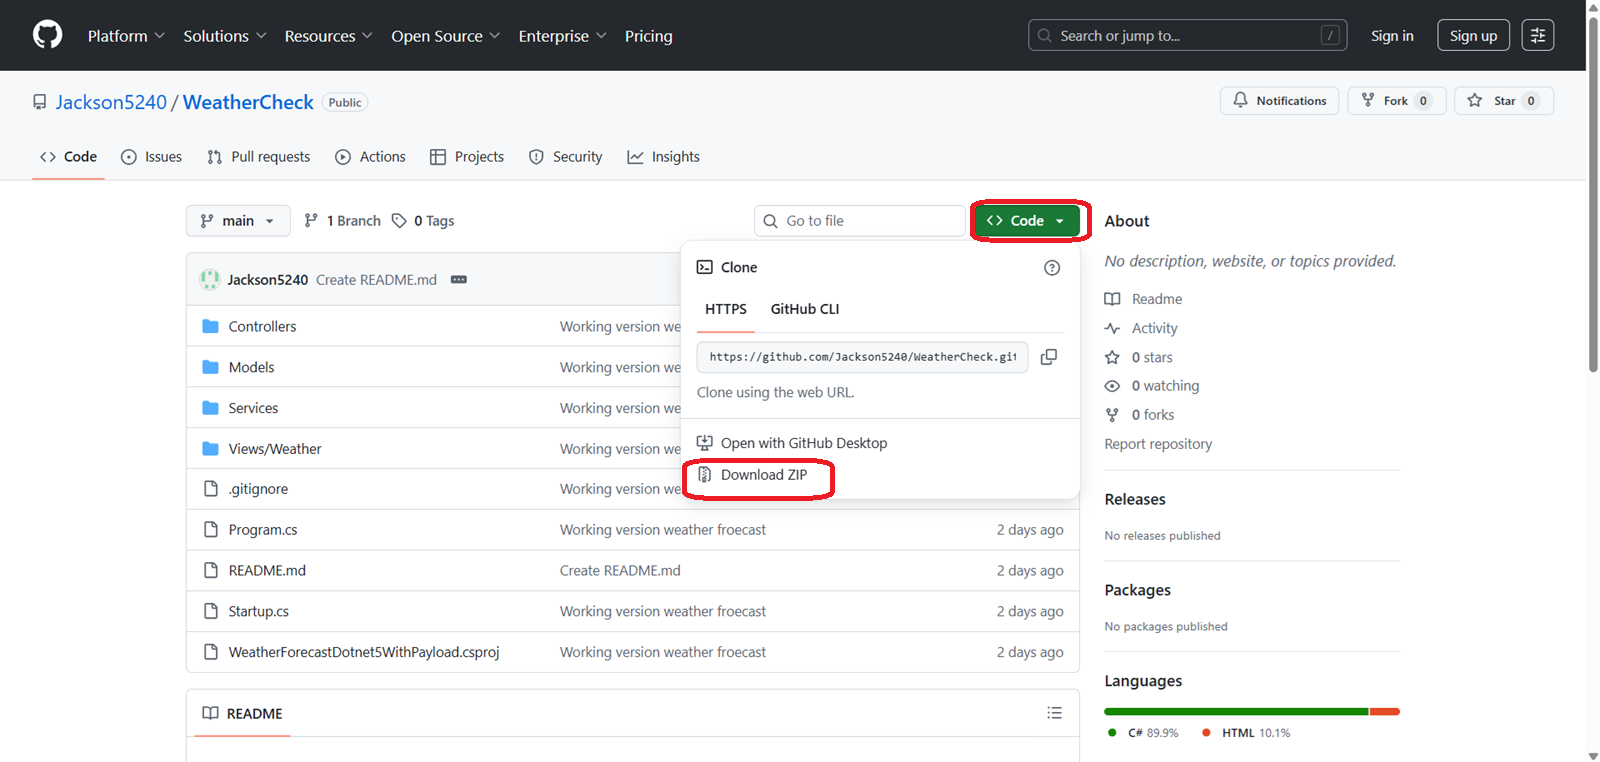 Platform Solutions Resources Open Source Enterprise Pricing Search or jump to... / Sign in Sign up
Jackson5240 / WeatherCheck Public Notifications Fork 0 Star 0
Code Issues Pull requests Actions Projects Security Insights
main 1 Branch 0 Tags Go to file Code
Clone
HTTPS GitHub CLI
https://github.com/Jackson5240/WeatherCheck.git
Clone using the web URL.
Open with GitHub Desktop
Download ZIP
Jackson5240 Create README.md
Controllers Working version we
Models Working version we
Services Working version we
Views/Weather Working version we
.gitignore Working version we
Program.cs Working version weather froecast 2 days ago
README.md Create README.md 2 days ago
Startup.cs Working version weather froecast 2 days ago
WeatherForecastDotnet5WithPayload.csproj Working version weather froecast 2 days ago
README
About
No description, website, or topics provided.
Readme
Activity
0 stars
0 watching
0 forks
Report repository
Releases
No releases published
Packages
No packages published
Languages
C# 89.9% HTML 10.1%